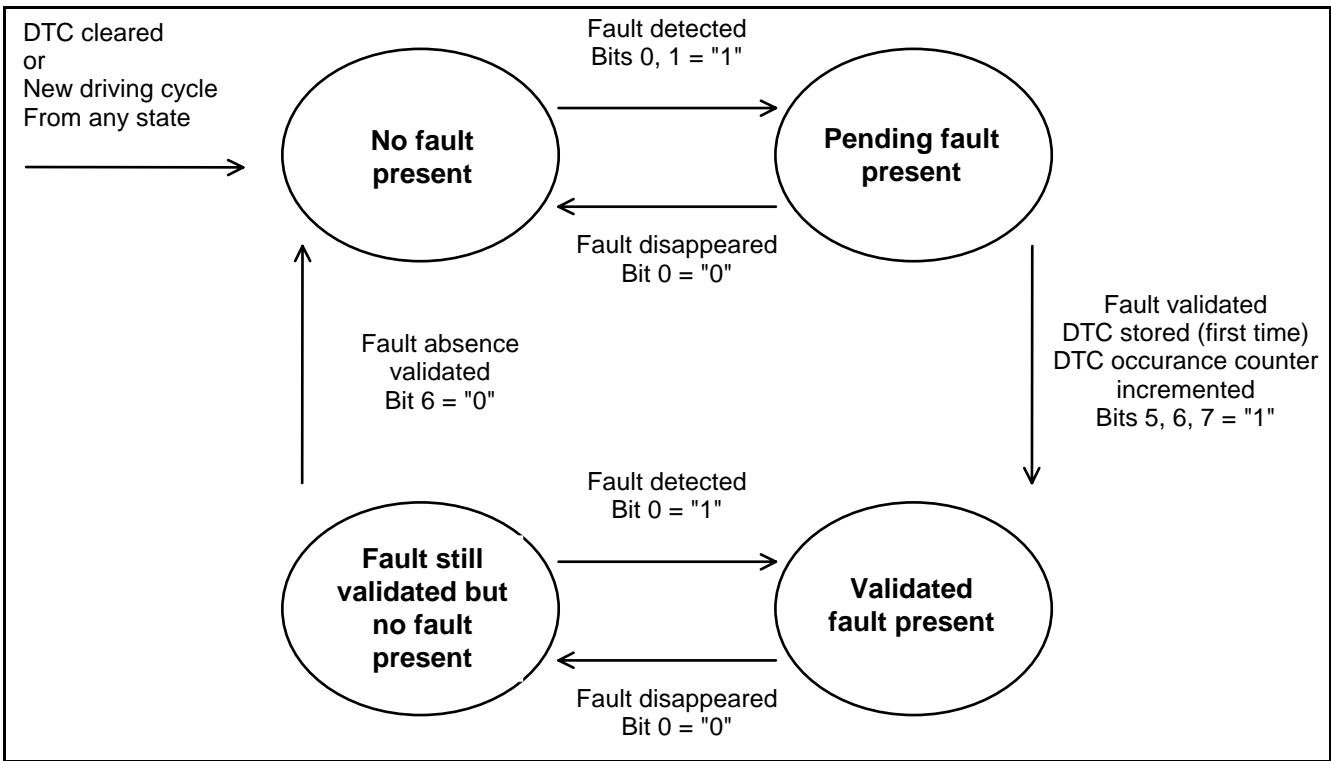 DTC cleared
or
New driving cycle
From any state
Fault detected
Bits 0, 1 = "1"
No fault
present
Pending fault
present
Fault disappeared
Bit 0 = "0"
Fault absence
validated
Bit 6 = "0"
Fault validated
DTC stored (first time)
DTC occurance counter
incremented
Bits 5, 6, 7 = "1"
Fault detected
Bit 0 = "1"
Fault still
validated but
no fault
present
Validated
fault present
Fault disappeared
Bit 0 = "0"